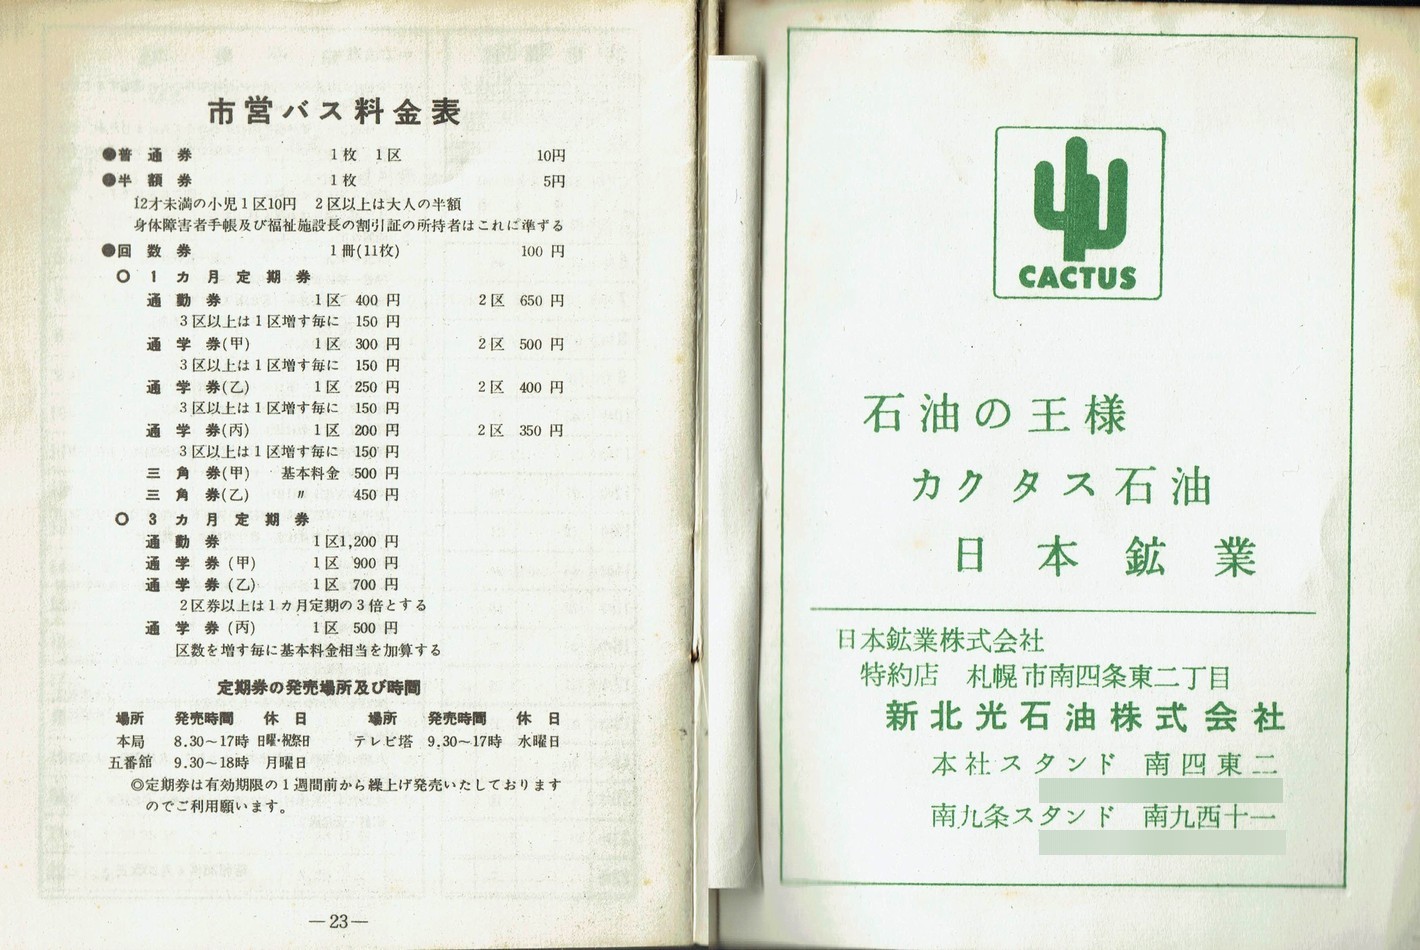 市営バス料金表
●普通券 1枚 1区 10円
●半額券 1枚 5円
12才未満の小児1区10円 2区以上は大人の半額
身体障害者手帳及び福祉施設長の割引証の所持者はこれに準ずる
●回数券 1冊(11枚) 100円
○1カ月定期券
通勤券 1区 400円 2区 650円
3区以上は1区増す毎に 150円
通学券(甲) 1区 300円 2区 500円
3区以上は1区増す毎に 150円
通学券(乙) 1区 250円 2区 400円
3区以上は1区増す毎に 150円
通学券(丙) 1区 200円 2区 350円
3区以上は1区増す毎に 150円
三角券(甲) 基本料金 500円
三角券(乙) 〃 450円
○3カ月定期券
通勤券 1区1,200円
通学券(甲) 1区 900円
通学券(乙) 1区 700円
2区券以上は1カ月定期の3倍とする
通学券(丙) 1区 500円
区数を増す毎に基本料金相当を加算する
定期券の発売場所及び時間
場所 発売時間 休日 場所 発売時間 休日
本局 8.30〜17時 日曜・祝祭日 テレビ塔 9.30〜17時 水曜日
五番館 9.30〜18時 月曜日
◎定期券は有効期限の1週間前から繰上げ発売いたしております
のでご利用願います。
—23—
CACTUS
石油の王様
カクタス石油
日本鉱業
日本鉱業株式会社
特約店 札幌市南四条東二丁目
新北光石油株式会社
本社スタンド 南四東二
南九条スタンド 南九西十一